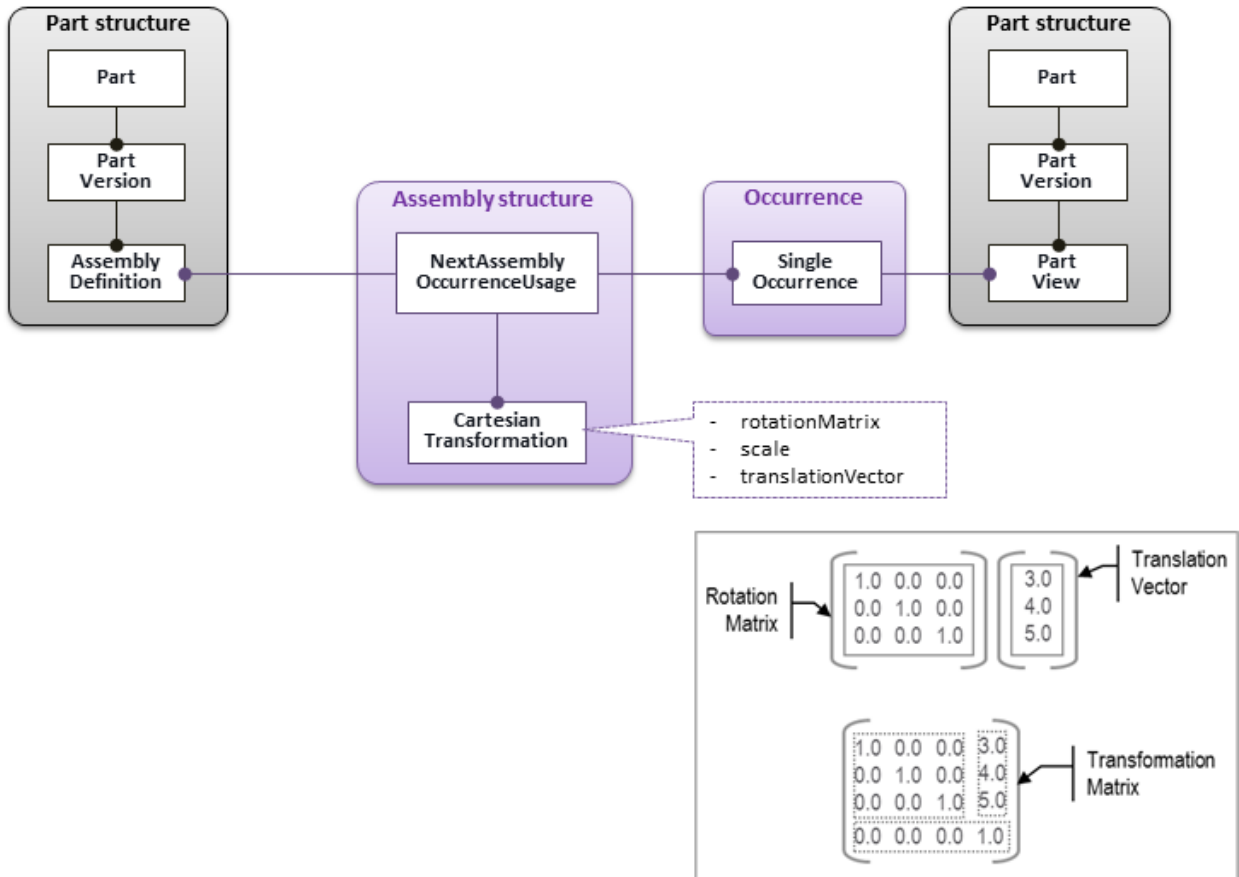 Part structure
Part
Part
Version
Assembly
Definition
Assembly structure
NextAssembly
OccurrenceUsage
Cartesian
Transformation
Occurrence
Single
Occurrence
Part structure
Part
Part
Version
Part
View
- rotationMatrix
- scale
- translationVector
Rotation
Matrix
1.0 0.0 0.0
0.0 1.0 0.0
0.0 0.0 1.0
3.0
4.0
5.0
Translation
Vector
1.0 0.0 0.0 3.0
0.0 1.0 0.0 4.0
0.0 0.0 1.0 5.0
0.0 0.0 0.0 1.0
Transformation
Matrix